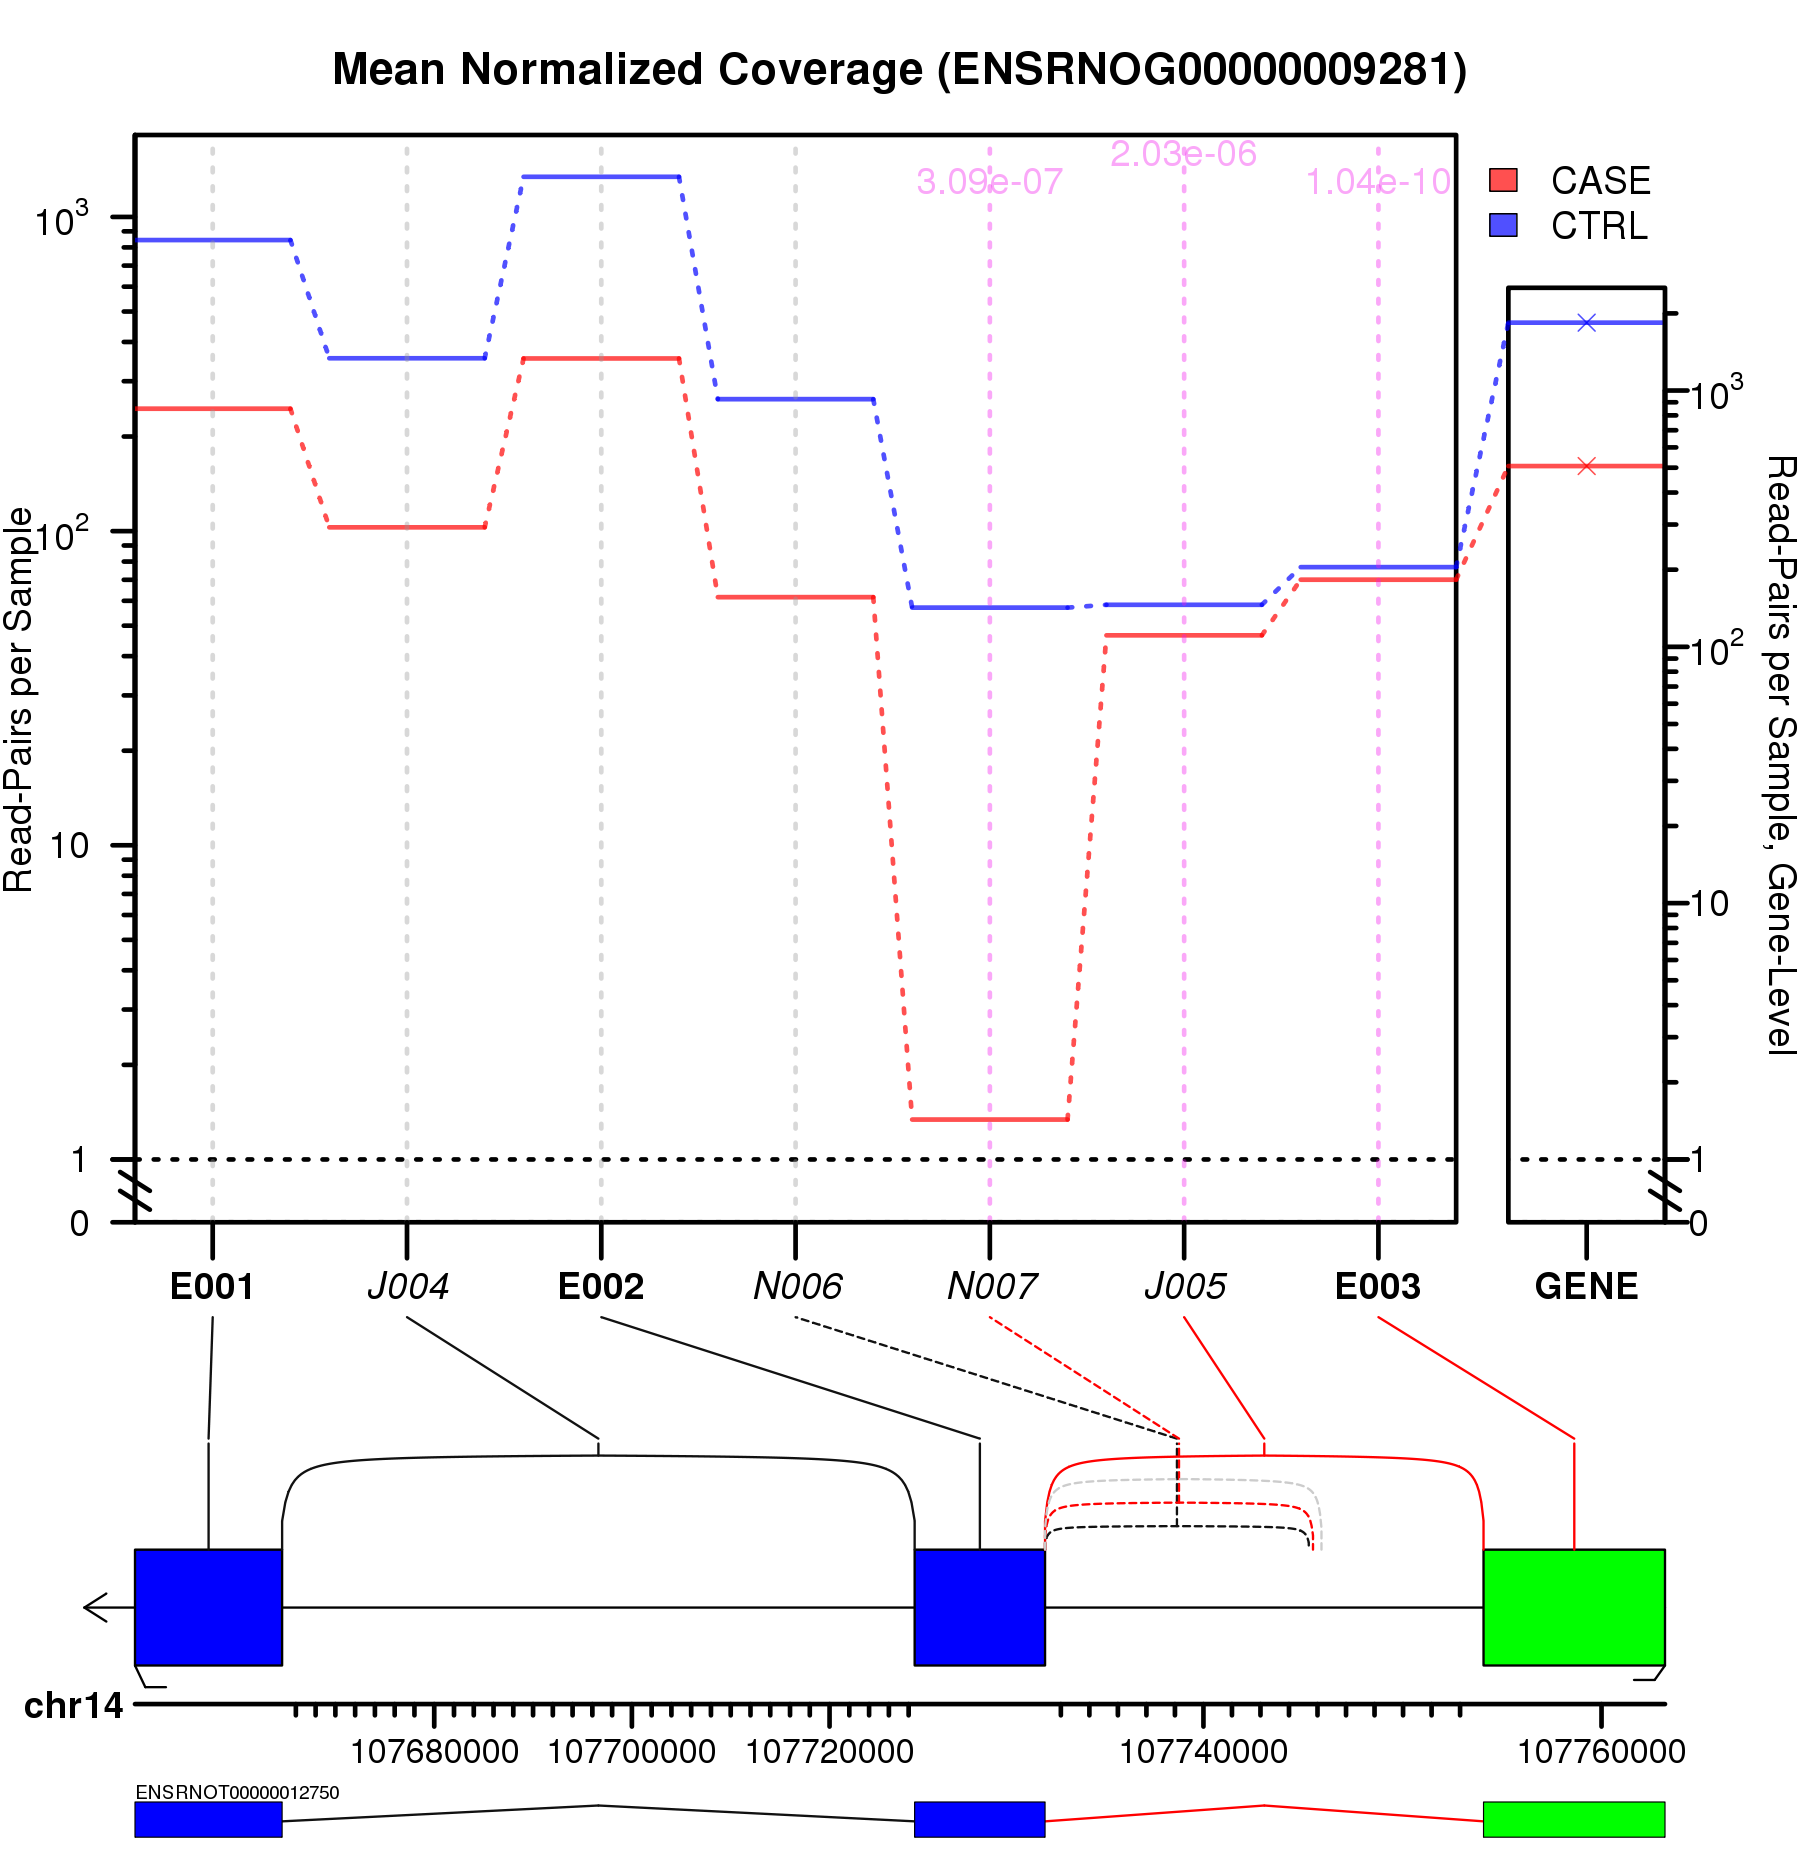 Mean Normalized Coverage (ENSRNOG00000009281)
3.09e-07
2.03e-06
1.04e-10
CASE
CTRL
Read-Pairs per Sample
10³
10²
10
1
0
10³
10²
10
1
0
Read-Pairs per Sample, Gene-Level
E001 J004 E002 N006 N007 J005 E003 GENE
chr14
107680000 107700000 107720000 107740000 107760000
ENSRNOT00000012750